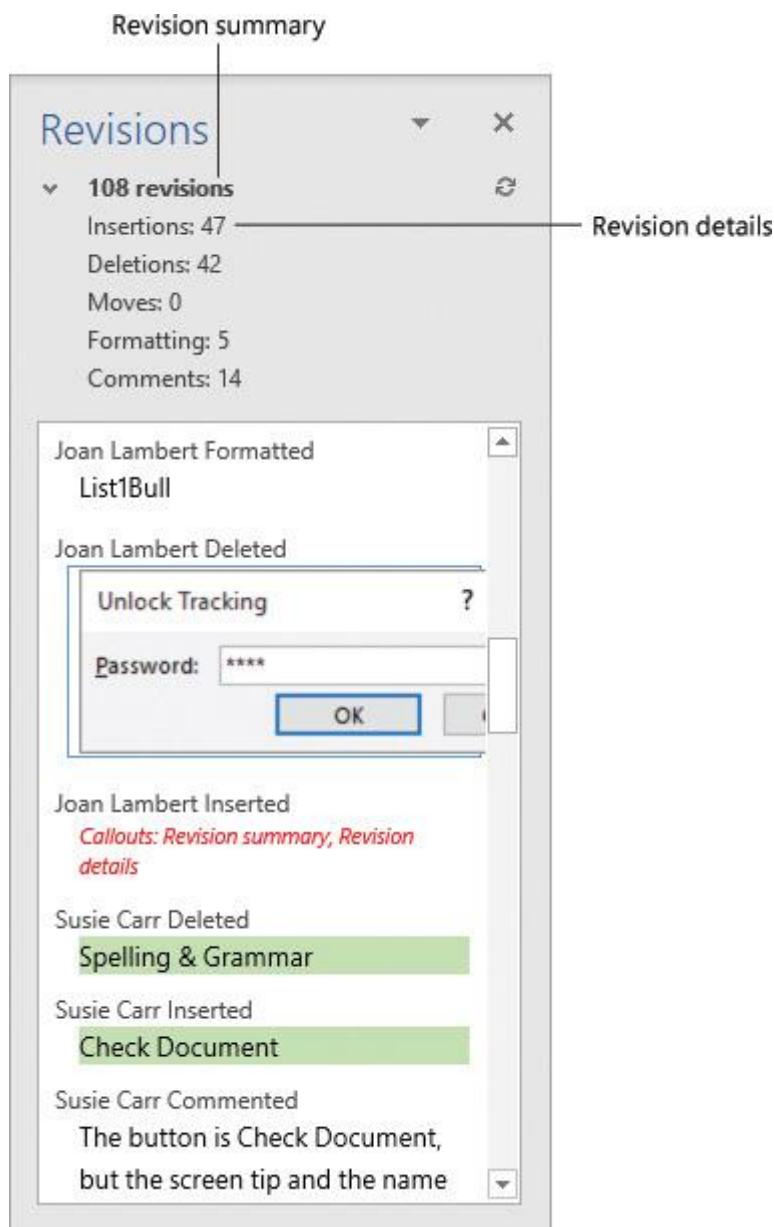 Revision summary
Revisions
108 revisions
Insertions: 47
Revision details
Deletions: 42
Moves: 0
Formatting: 5
Comments: 14
Joan Lambert Formatted
List1Bull
Joan Lambert Deleted
Unlock Tracking ?
Password: ****
OK
Joan Lambert Inserted
Callouts: Revision summary, Revision
details
Susie Carr Deleted
Spelling & Grammar
Susie Carr Inserted
Check Document
Susie Carr Commented
The button is Check Document,
but the screen tip and the name